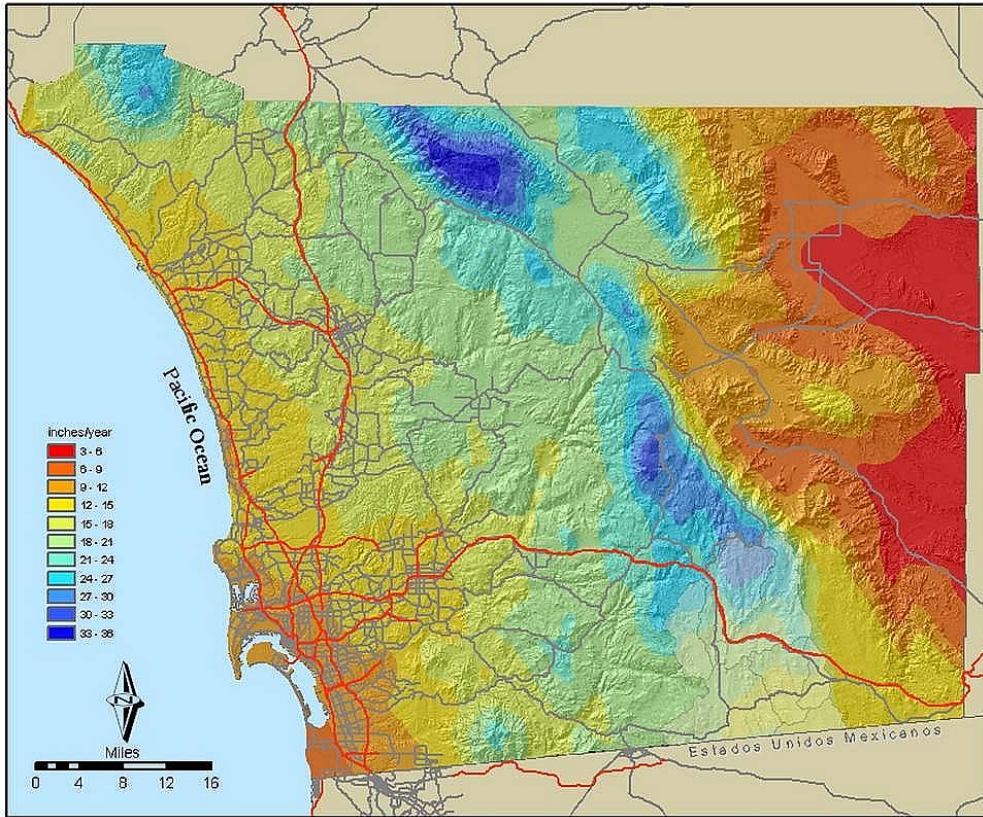 Pacific Ocean
inches/year
3 - 6
6 - 9
9 - 12
12 - 15
15 - 18
18 - 21
21 - 24
24 - 27
27 - 30
30 - 33
33 - 36
N
Miles
0 4 8 12 16
Estados Unidos Mexicanos